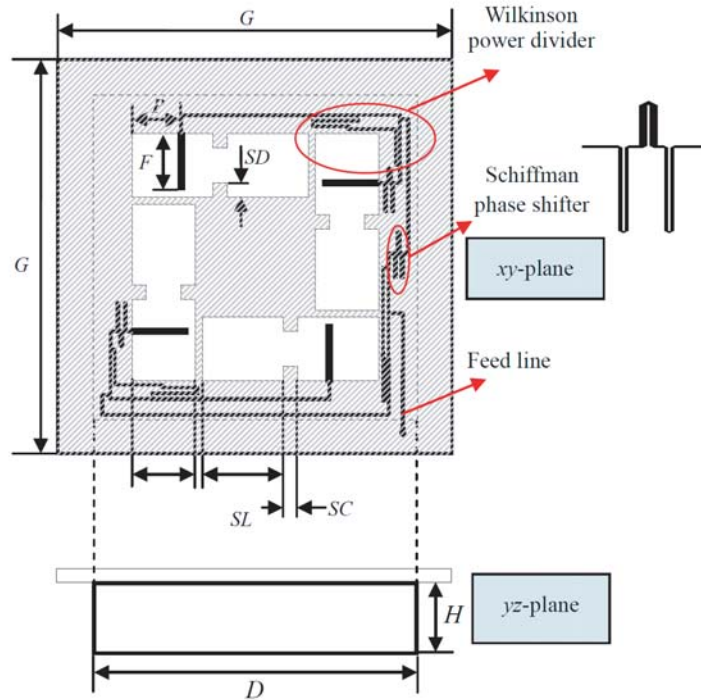 G
Wilkinson
power divider
P
F
SD
Schiffman
phase shifter
G
xy-plane
Feed line
SL
SC
H
yz-plane
D